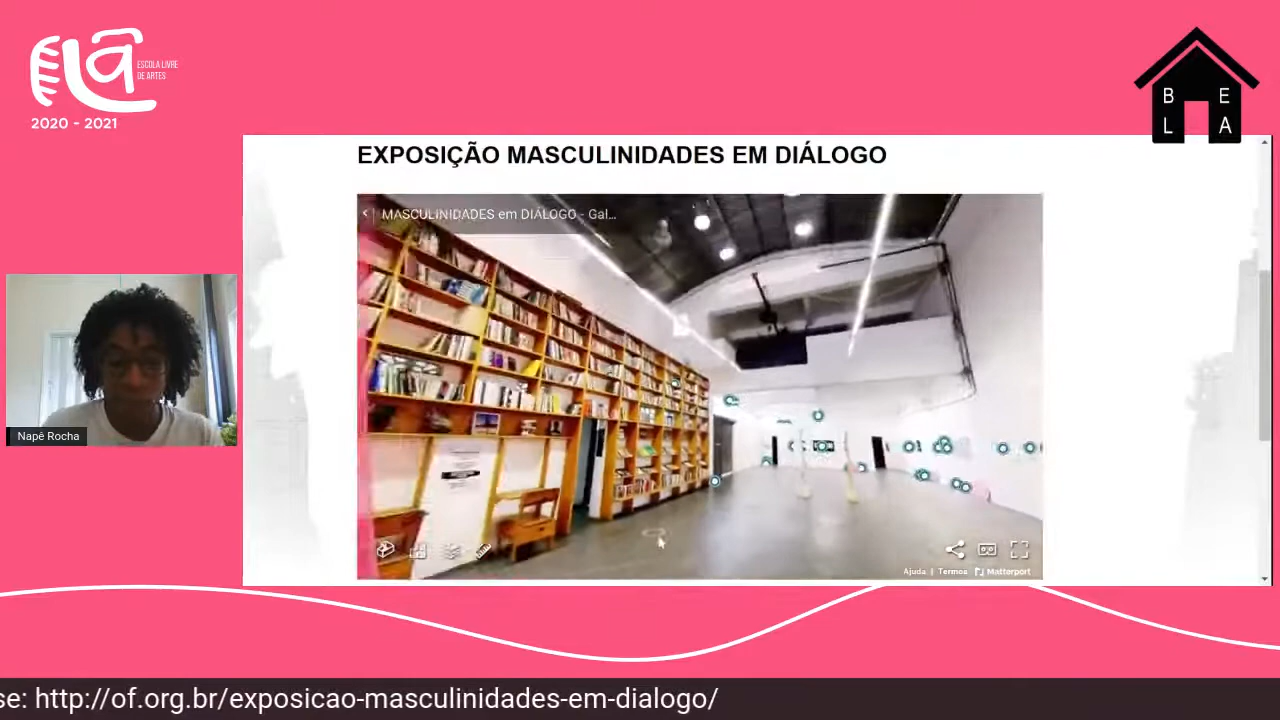 ELÃ
ESCOLA LIVRE
DE ARTES
2020 - 2021
B E
L A
EXPOSIÇÃO MASCULINIDADES EM DIÁLOGO
MASCULINIDADES em DIÁLOGO - Gal...
Napê Rocha
Ajuda | Termos Matterport
se: http://of.org.br/exposicao-masculinidades-em-dialogo/